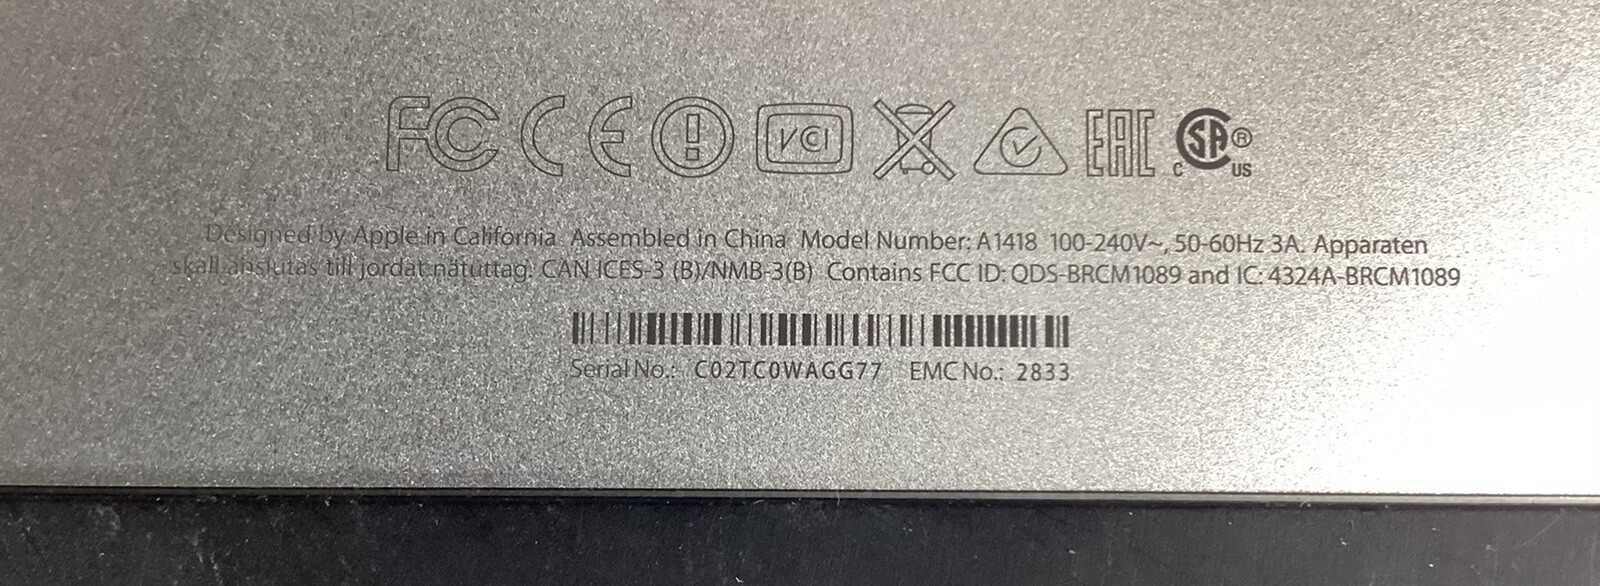 FC CE VCI EAC C SA ® US
Designed by Apple in California Assembled in China Model Number: A1418 100-240V~, 50-60Hz 3A. Apparaten
skall anslutas till jordat nätuttag. CAN ICES-3 (B)/NMB-3(B) Contains FCC ID: QDS-BRCM1089 and IC: 4324A-BRCM1089
Serial No.: C02TC0WAGG77 EMC No.: 2833